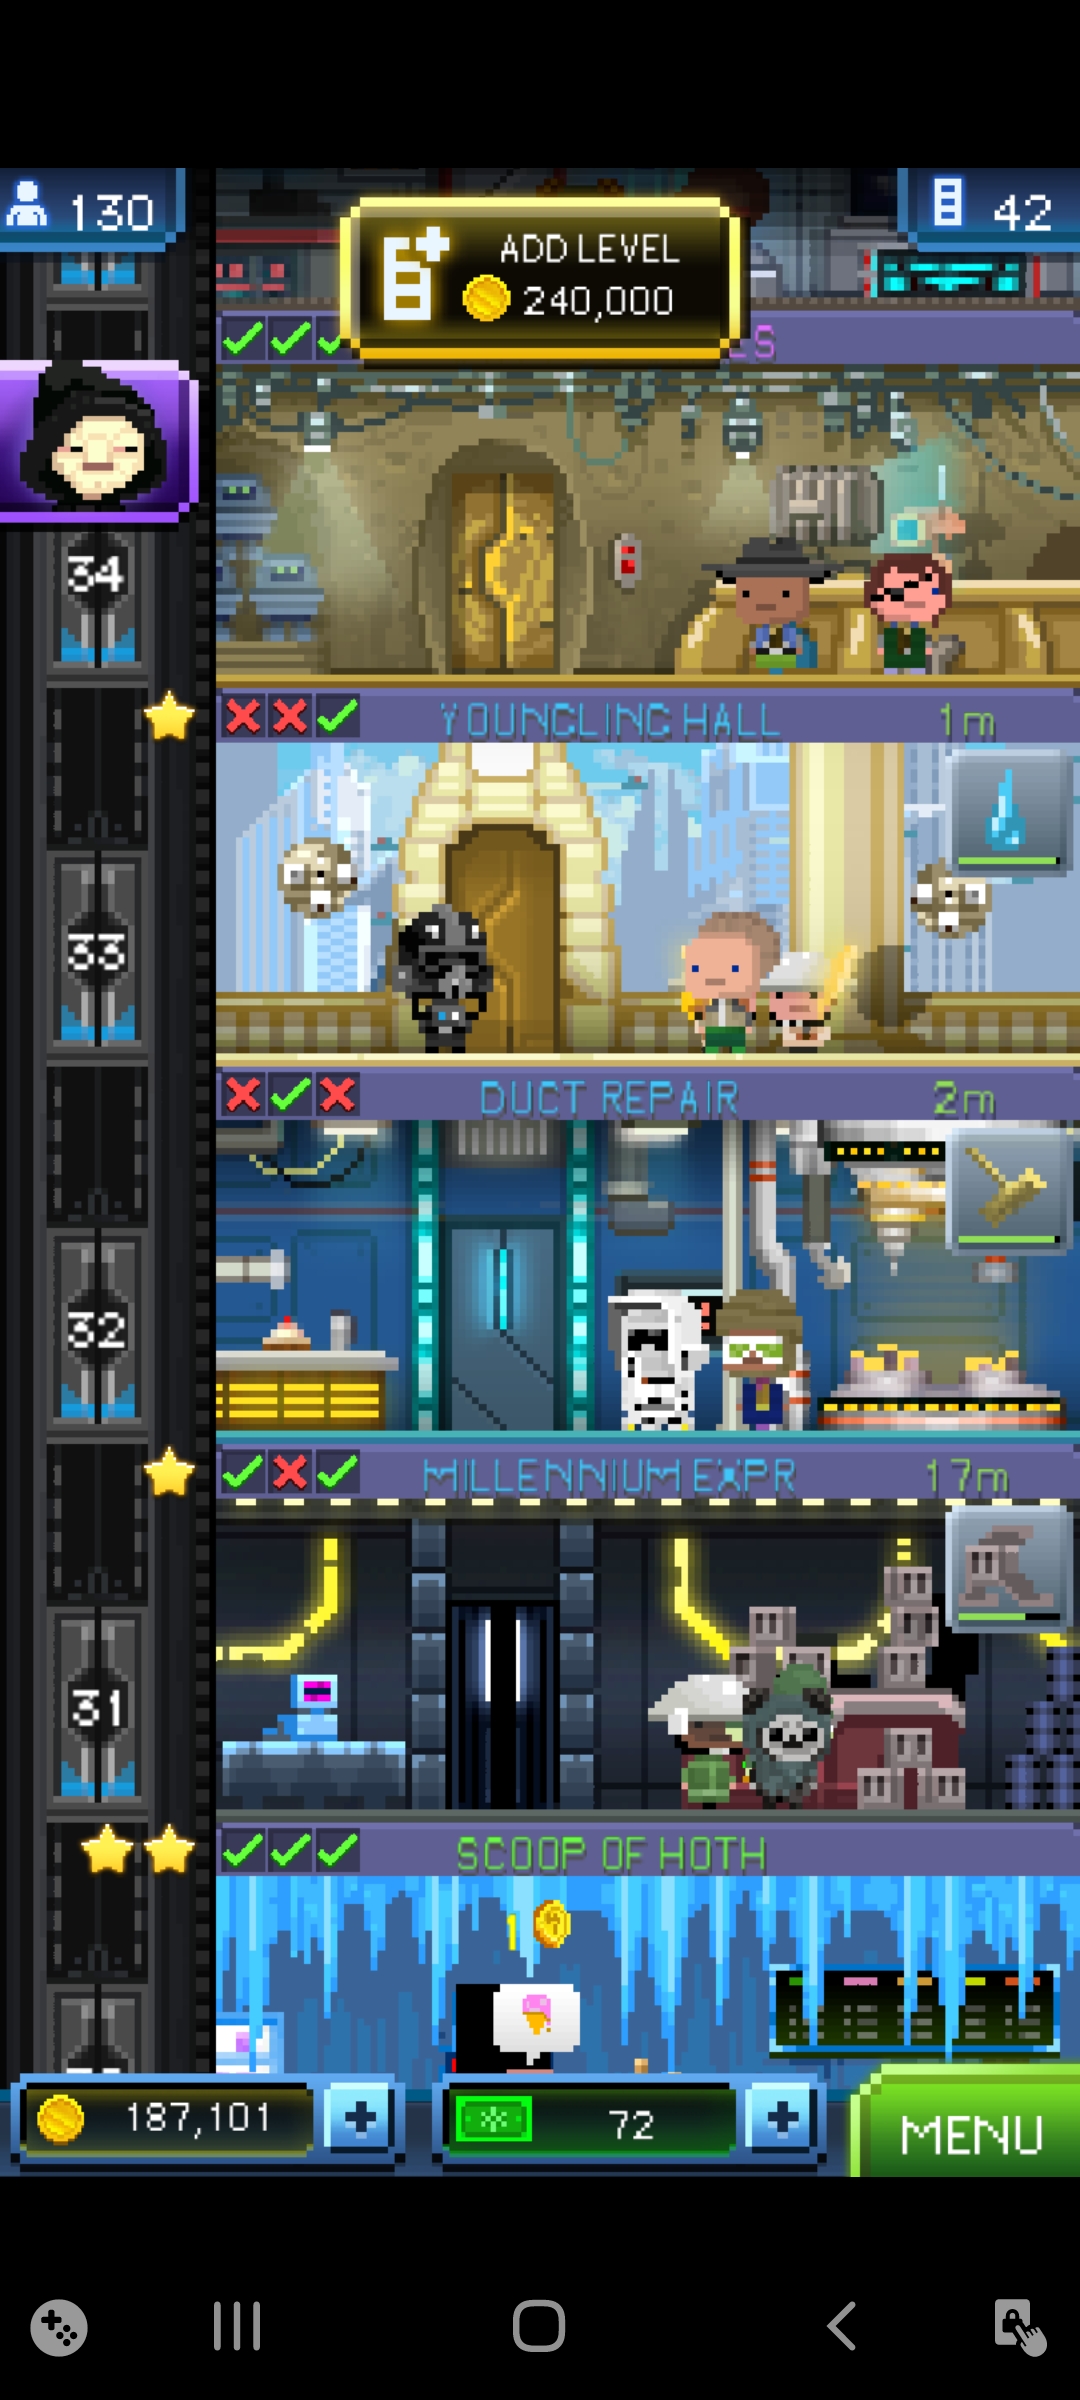 130
ADD LEVEL
240,000
42
34
YOUNGLING HALL
1m
33
DUCT REPAIR
2m
32
MILLENNIUM EXPR
17m
31
SCOOP OF HOTH
1
187,101
72
MENU